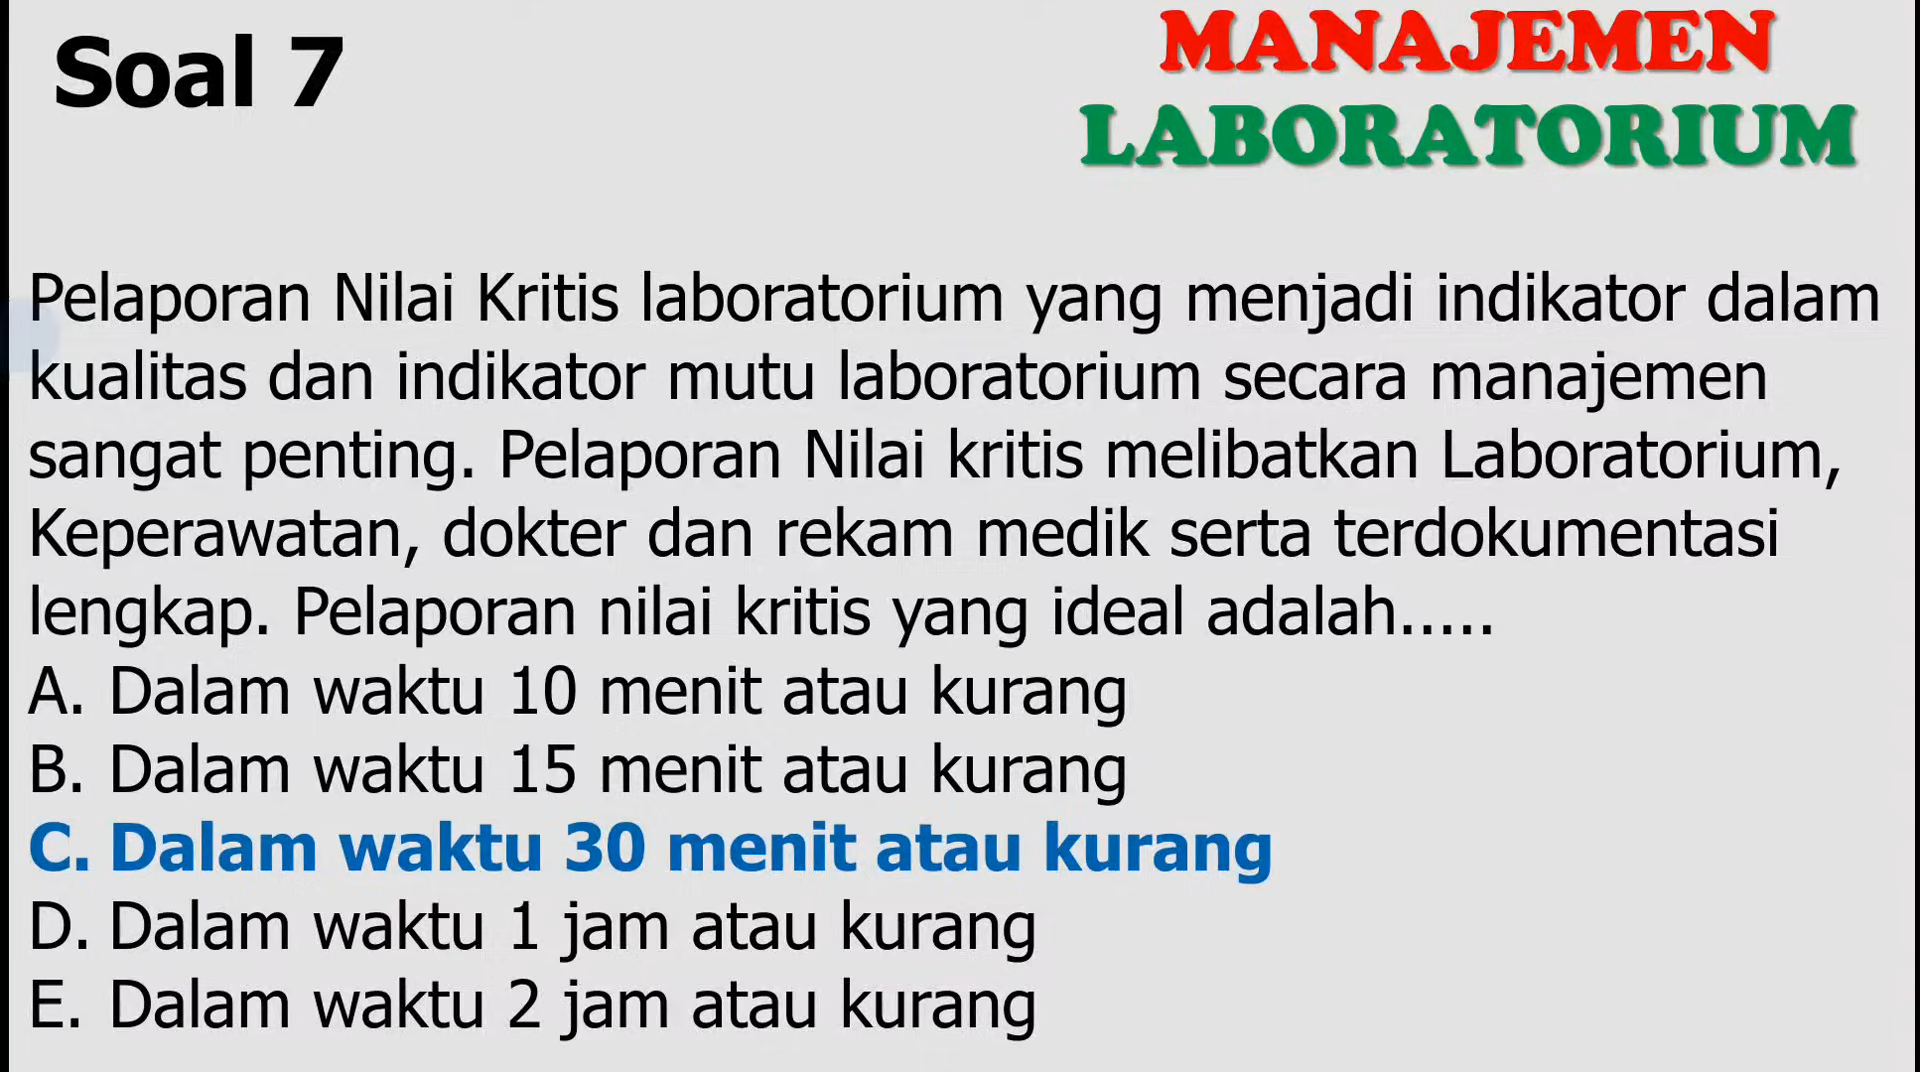 Soal 7
MANAJEMEN
LABORATORIUM
Pelaporan Nilai Kritis laboratorium yang menjadi indikator dalam
kualitas dan indikator mutu laboratorium secara manajemen
sangat penting. Pelaporan Nilai kritis melibatkan Laboratorium,
Keperawatan, dokter dan rekam medik serta terdokumentasi
lengkap. Pelaporan nilai kritis yang ideal adalah.....
A. Dalam waktu 10 menit atau kurang
B. Dalam waktu 15 menit atau kurang
C. Dalam waktu 30 menit atau kurang
D. Dalam waktu 1 jam atau kurang
E. Dalam waktu 2 jam atau kurang